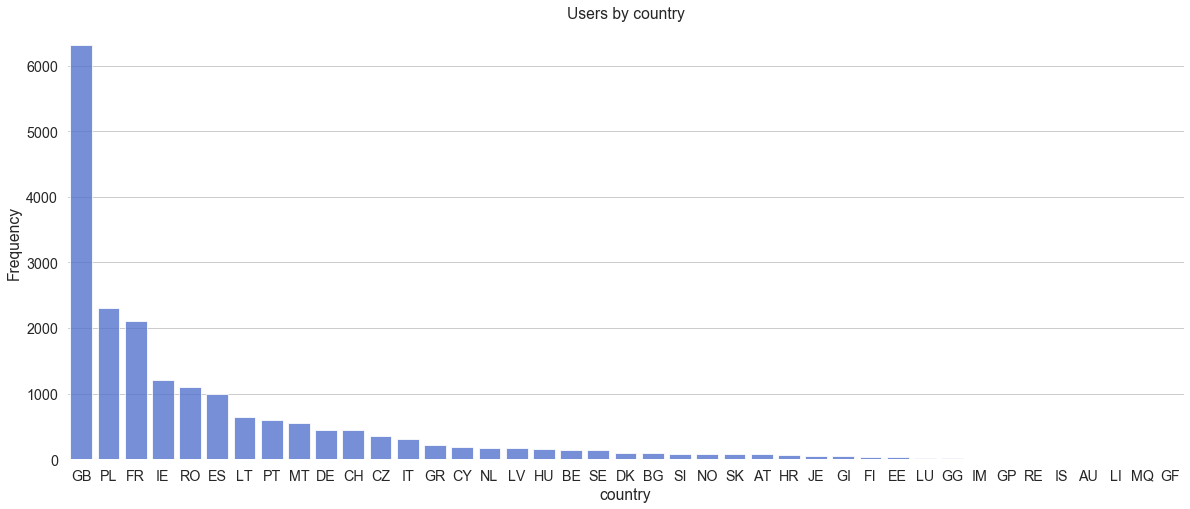 Users by country
Frequency
6000
5000
4000
3000
2000
1000
0
GB PL FR IE RO ES LT PT MT DE CH CZ IT GR CY NL LV HU BE SE DK BG SI NO SK AT HR JE GI FI EE LU GG IM GP RE IS AU LI MQ GF
country